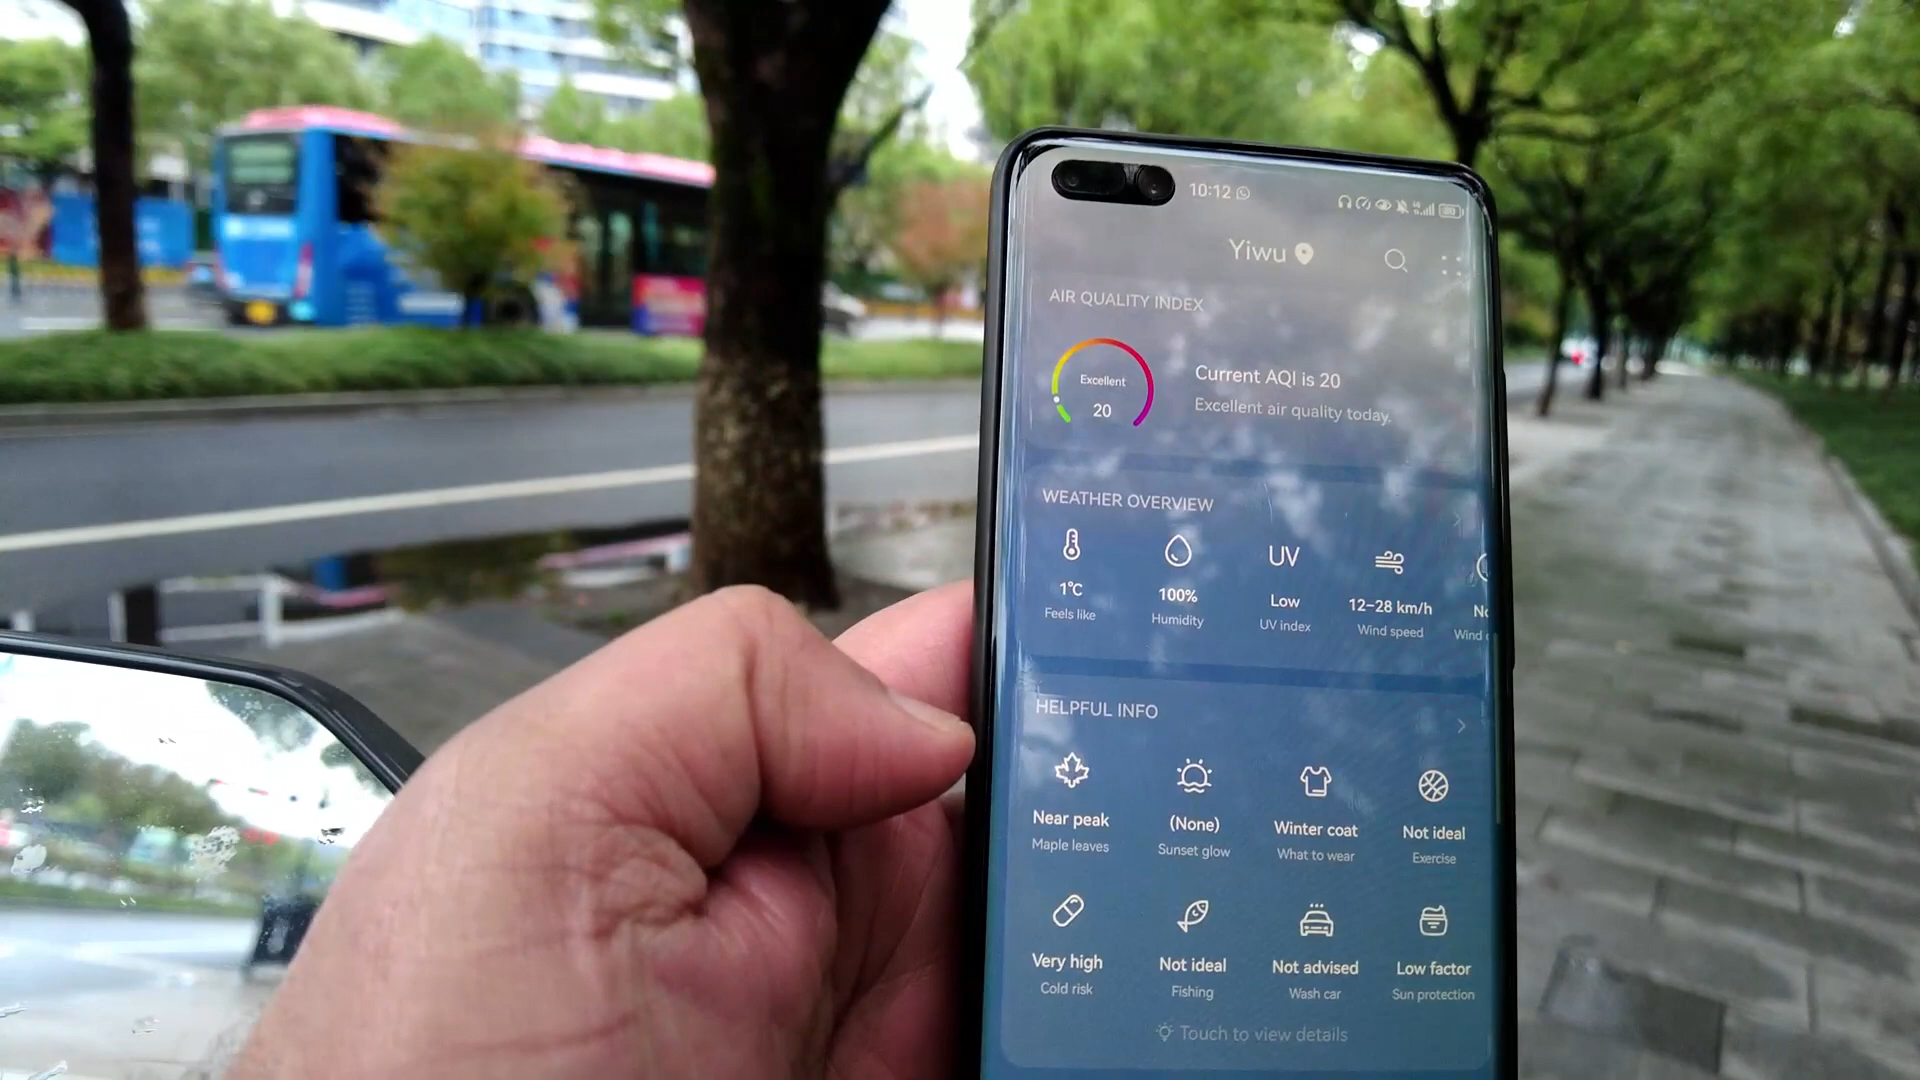 10:12
Yiwu
AIR QUALITY INDEX
Excellent
20
Current AQI is 20
Excellent air quality today.
WEATHER OVERVIEW
1°C
Feels like
100%
Humidity
UV
Low
UV index
12-28 km/h
Wind speed
No
Wind
HELPFUL INFO
Near peak
Maple leaves
(None)
Sunset glow
Winter coat
What to wear
Not ideal
Exercise
Very high
Cold risk
Not ideal
Fishing
Not advised
Wash car
Low factor
Sun protection
Touch to view details